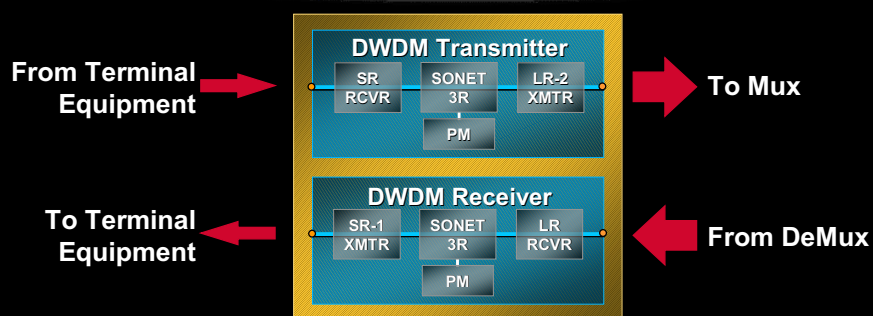 DWDM Transmitter
From Terminal
Equipment
SR
RCVR
SONET
3R
LR-2
XMTR
PM
To Mux
DWDM Receiver
To Terminal
Equipment
SR-1
XMTR
SONET
3R
LR
RCVR
PM
From DeMux